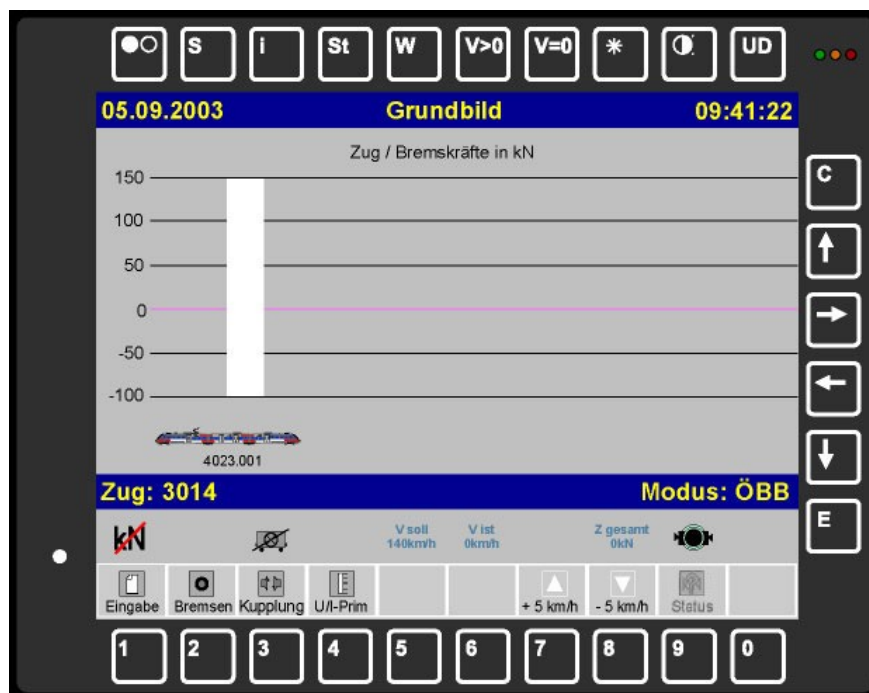 S i St W V>0 V=0 UD
05.09.2003 Grundbild 09:41:22
Zug / Bremskräfte in kN
150
100
50
0
-50
-100
4023.001
C
E
Zug: 3014 Modus: ÖBB
kN
V soll V ist Z gesamt
140km/h 0km/h 0kN
Eingabe Bremsen Kupplung U/I-Prim + 5 km/h - 5 km/h Status
1 2 3 4 5 6 7 8 9 0